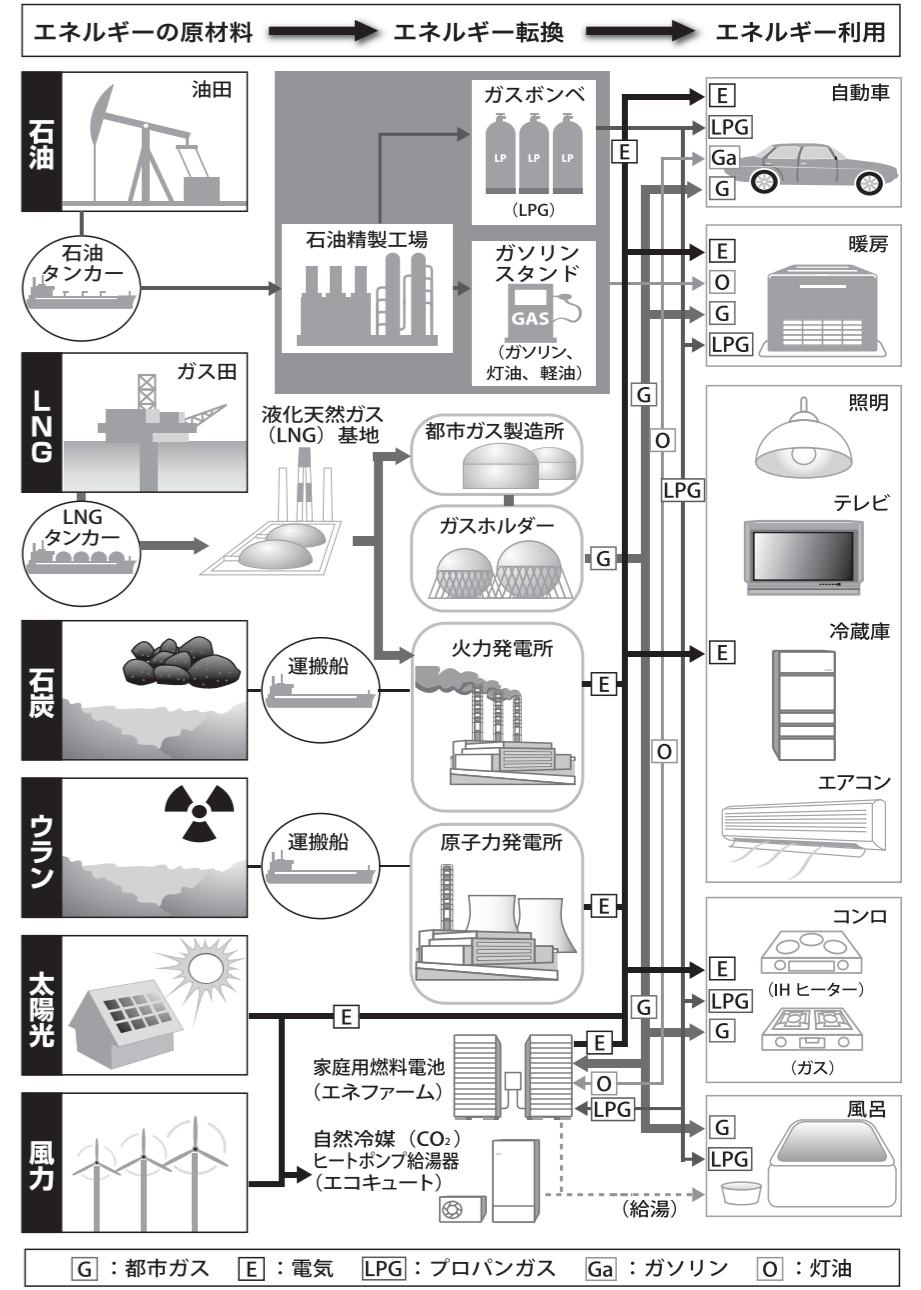 エネルギーの原材料
エネルギー転換
エネルギー利用
石油
油田
石油
タンカー
石油精製工場
ガスボンベ
LP
LP
LP
(LPG)
ガソリン
スタンド
GAS
(ガソリン、
灯油、軽油)
LNG
ガス田
LNG
タンカー
液化天然ガス
(LNG) 基地
都市ガス製造所
ガスホルダー
G
石炭
運搬船
火力発電所
E
ウラン
運搬船
原子力発電所
E
太陽光
E
風力
家庭用燃料電池
(エネファーム)
E
O
LPG
自然冷媒 (CO₂)
ヒートポンプ給湯器
(エコキュート)
(給湯)
E
G
O
LPG
O
G
自動車
E
LPG
Ga
G
暖房
E
O
G
LPG
照明
テレビ
冷蔵庫
E
エアコン
コンロ
E
(IH ヒーター)
LPG
G
(ガス)
風呂
G
LPG
G :都市ガス E :電気 LPG :プロパンガス Ga :ガソリン O :灯油